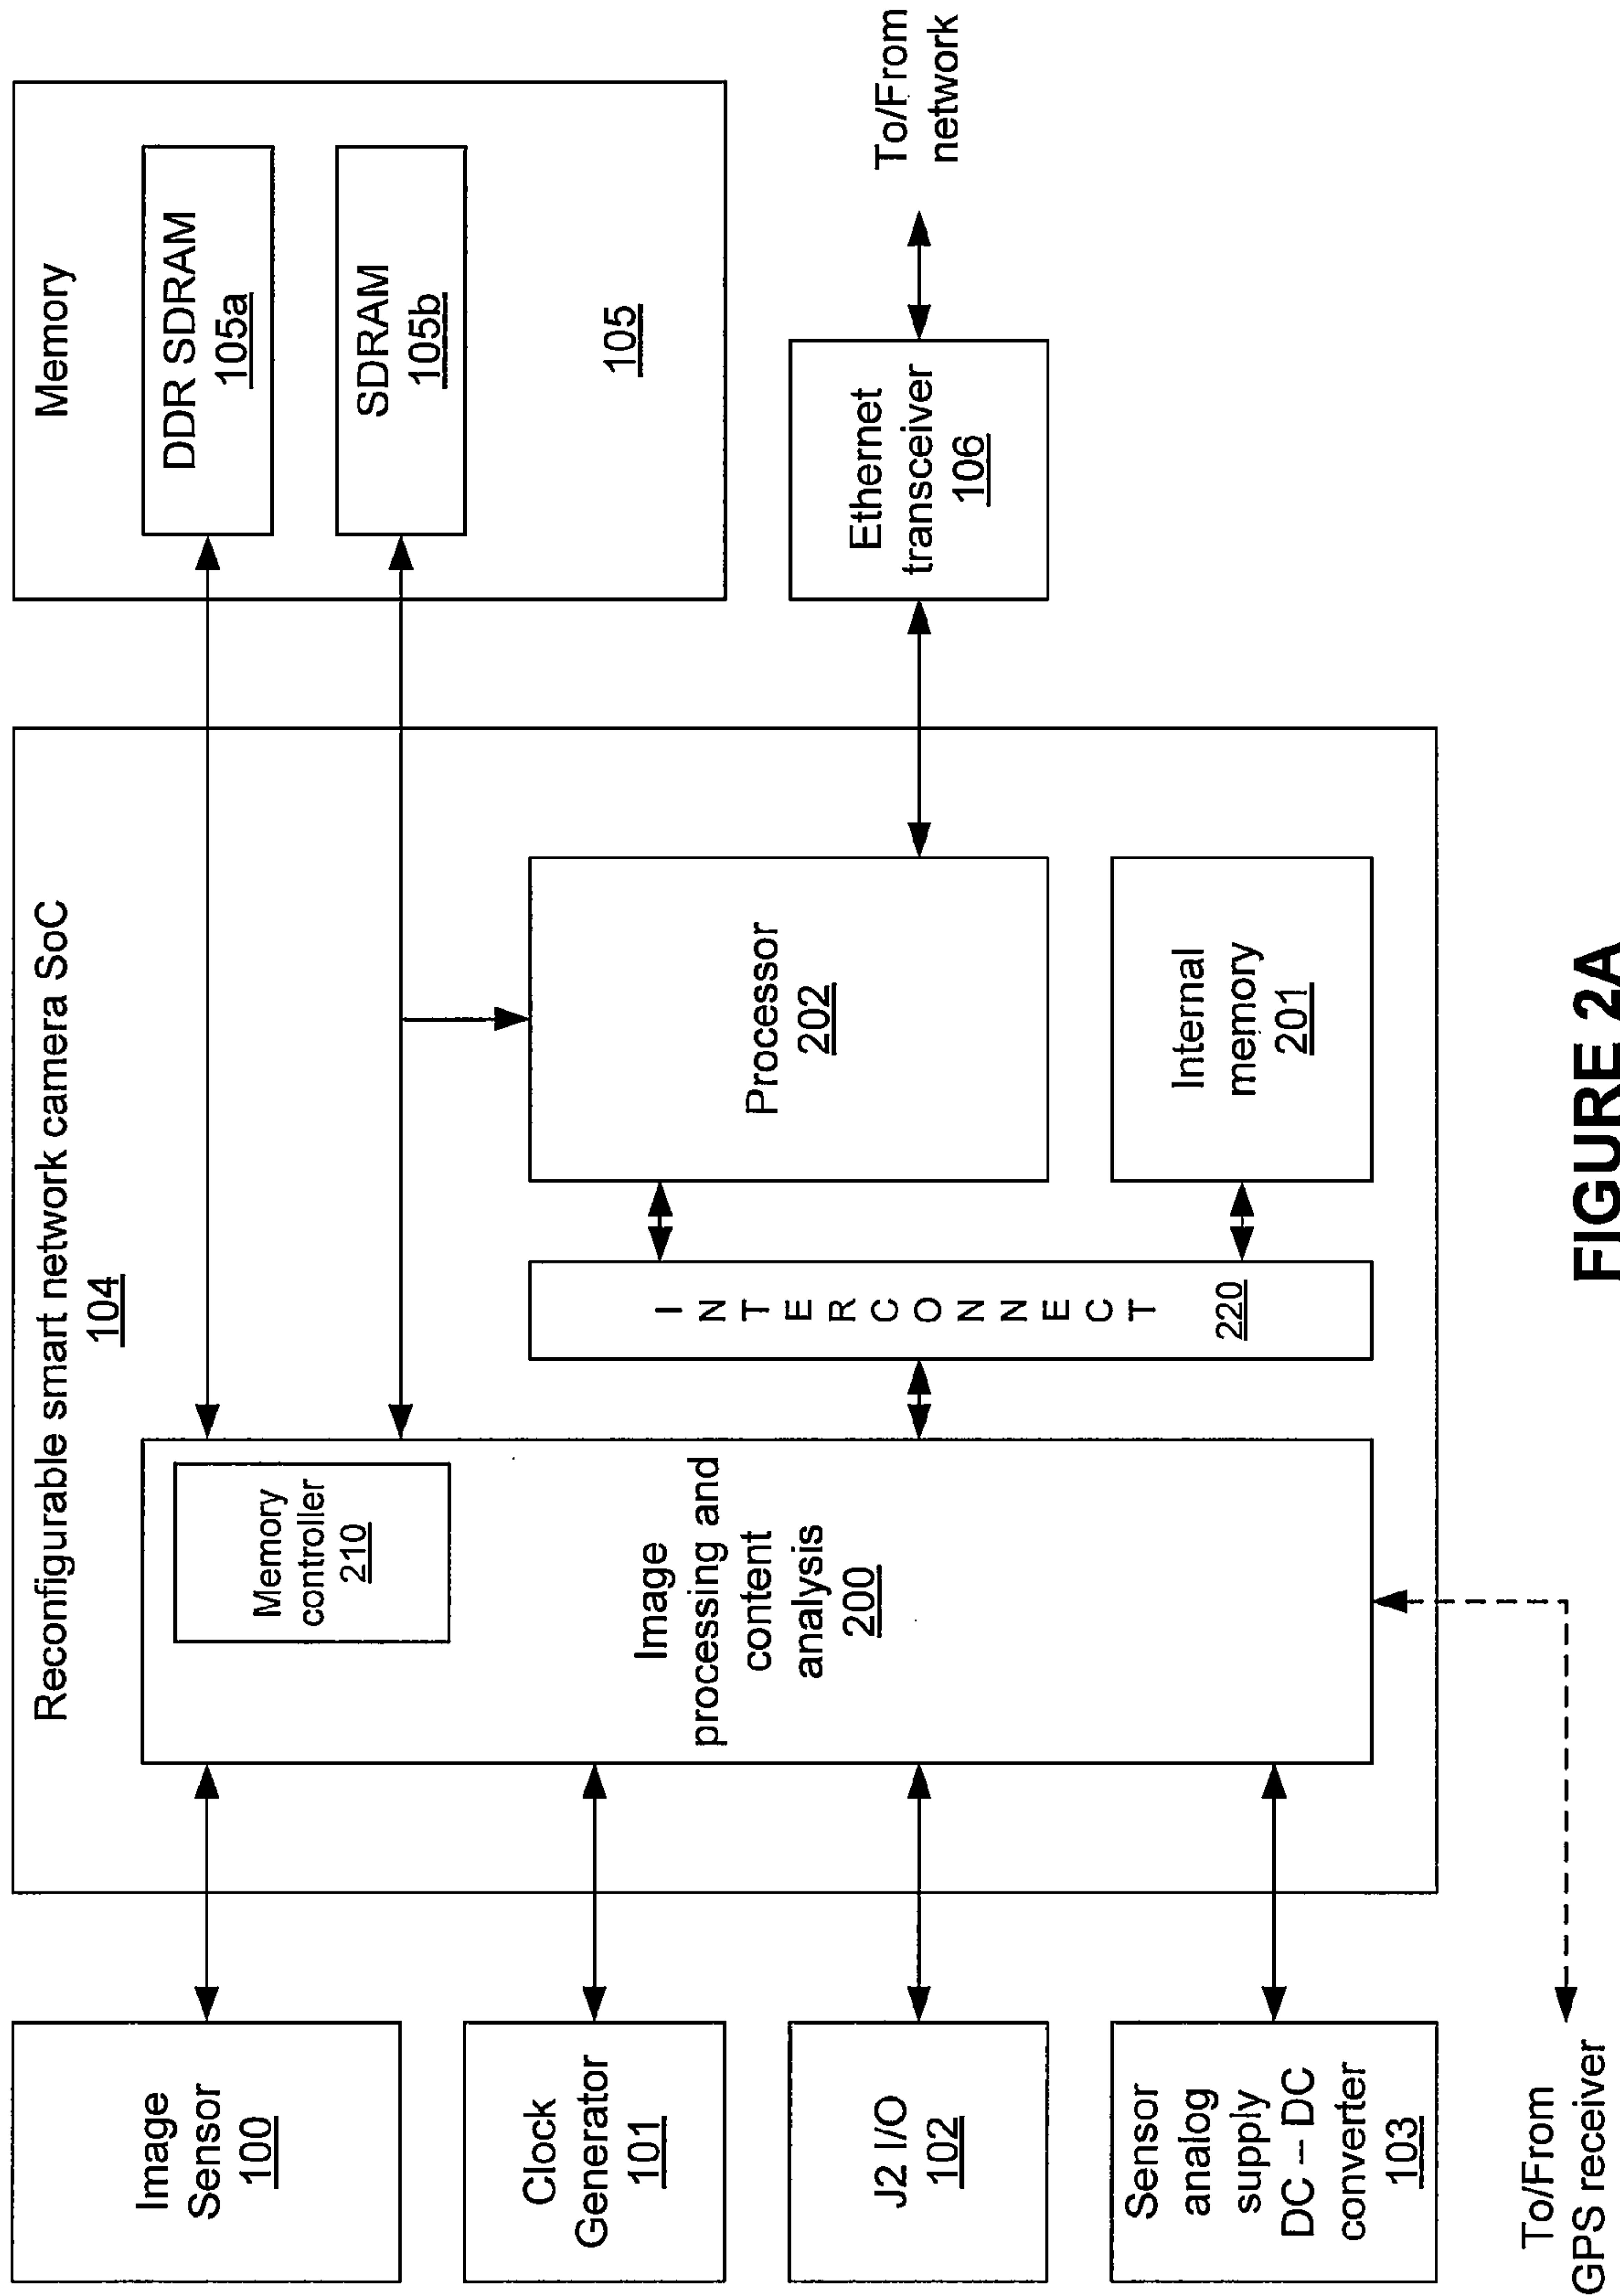 Reconfigurable smart network camera SoC
104
Memory
Image
Sensor
100
Clock
Generator
101
J2 I/O
102
Sensor
analog
supply
DC – DC
converter
103
Memory
controller
210
Image
processing and
content
analysis
200
INTERCONNECT
220
Processor
202
Internal
memory
201
DDR SDRAM
105a
SDRAM
105b
105
Ethernet
transceiver
106
To/From
network
To/From
GPS receiver
FIGURE 2A